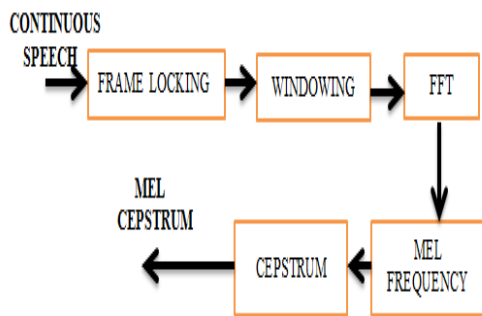 CONTINUOUS
SPEECH
FRAME LOCKING
WINDOWING
FFT
MEL
FREQUENCY
CEPSTRUM
MEL
CEPSTRUM